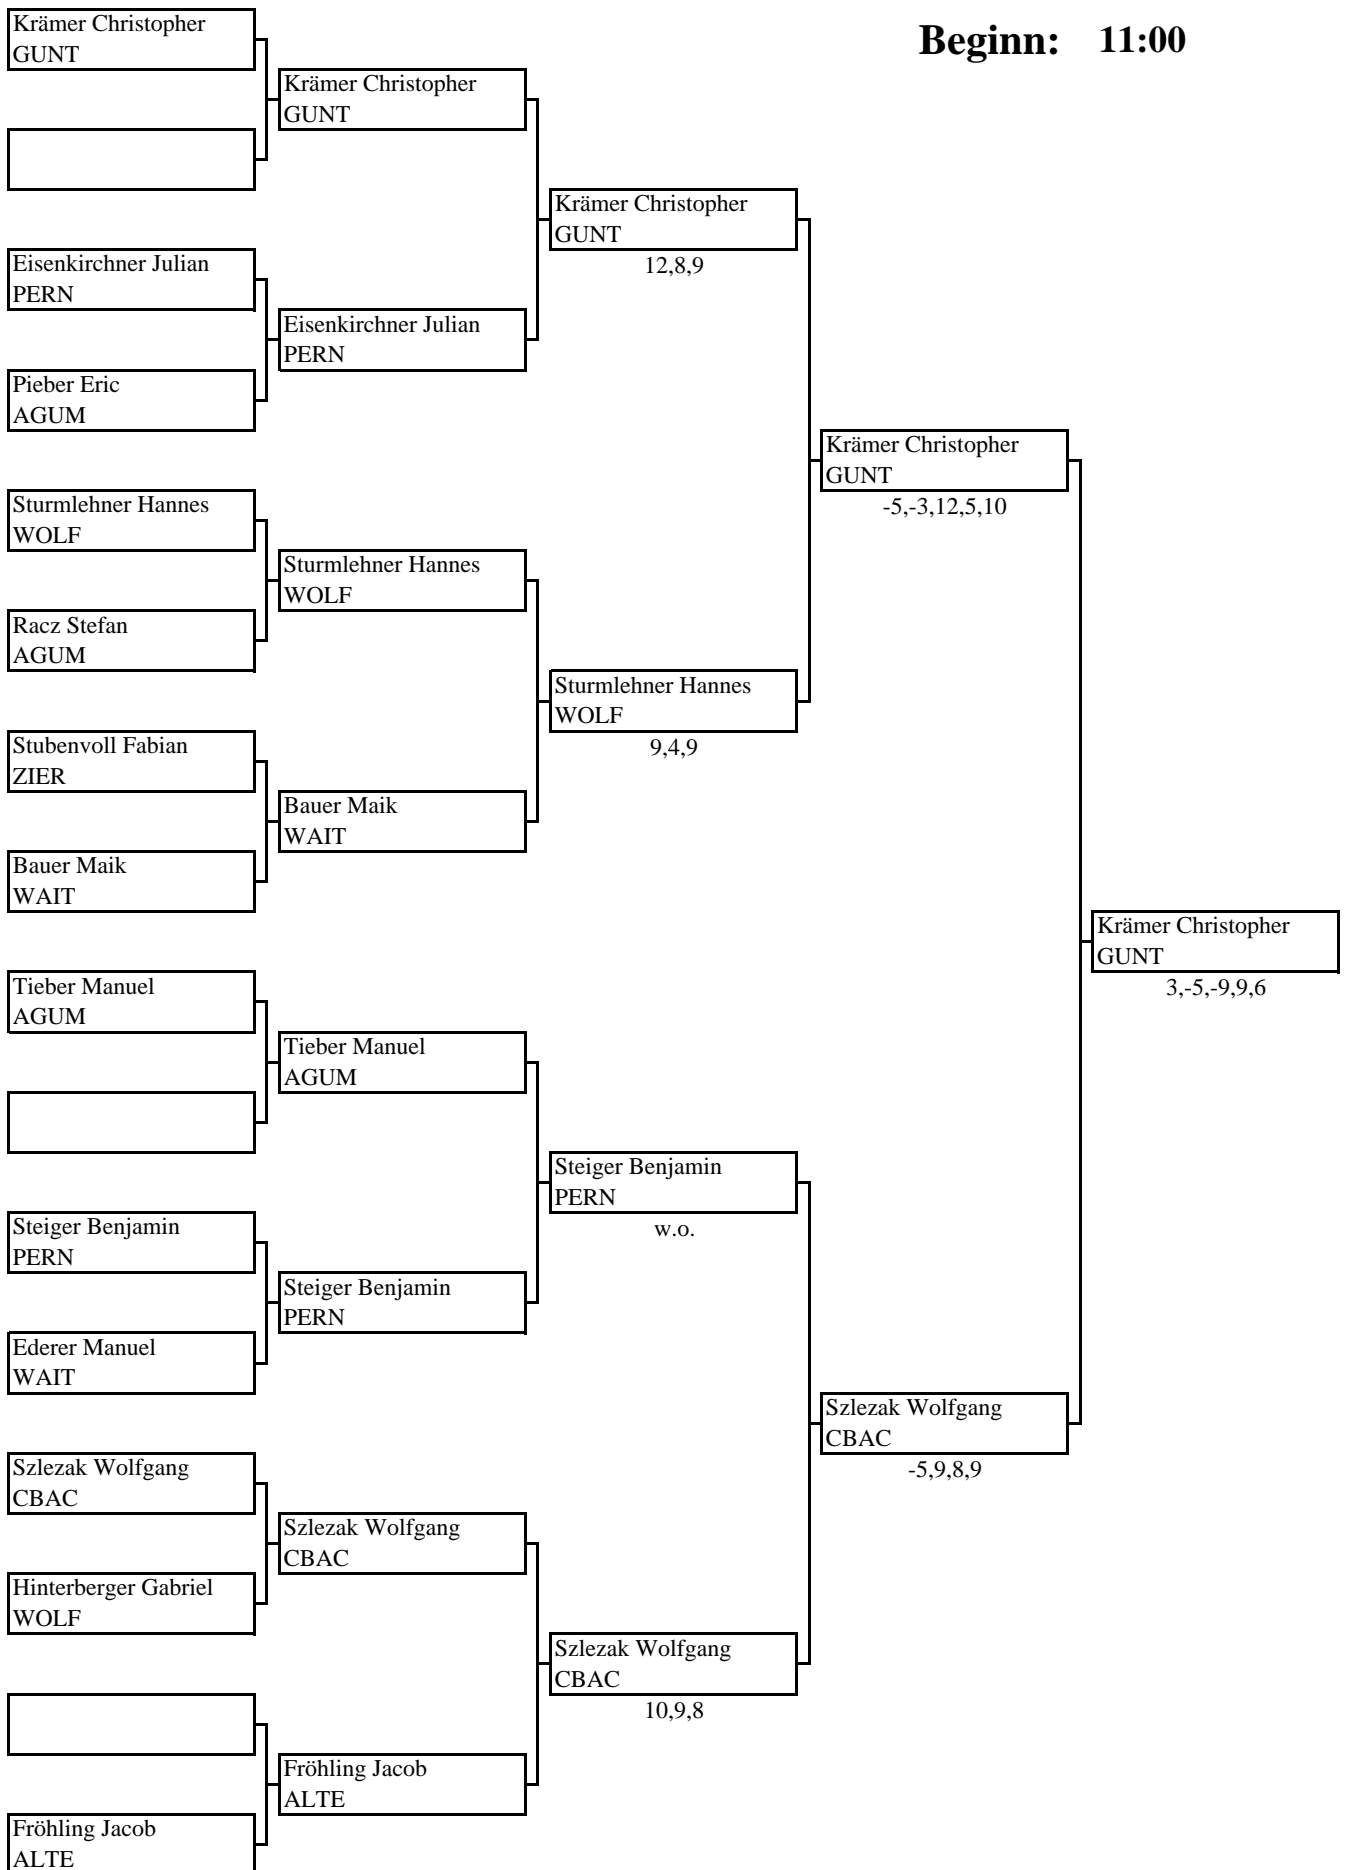 Beginn: 11:00
Krämer Christopher
GUNT
Eisenkirchner Julian
PERN
Pieber Eric
AGUM
Sturmlehner Hannes
WOLF
Racz Stefan
AGUM
Stubenvoll Fabian
ZIER
Bauer Maik
WAIT
Tieber Manuel
AGUM
Steiger Benjamin
PERN
Ederer Manuel
WAIT
Szlezak Wolfgang
CBAC
Hinterberger Gabriel
WOLF
Fröhling Jacob
ALTE
Krämer Christopher
GUNT
Eisenkirchner Julian
PERN
Sturmlehner Hannes
WOLF
Bauer Maik
WAIT
Tieber Manuel
AGUM
Steiger Benjamin
PERN
Szlezak Wolfgang
CBAC
Fröhling Jacob
ALTE
Krämer Christopher
GUNT
12,8,9
Sturmlehner Hannes
WOLF
9,4,9
Steiger Benjamin
PERN
w.o.
Szlezak Wolfgang
CBAC
10,9,8
Krämer Christopher
GUNT
-5,-3,12,5,10
Szlezak Wolfgang
CBAC
-5,9,8,9
Krämer Christopher
GUNT
3,-5,-9,9,6